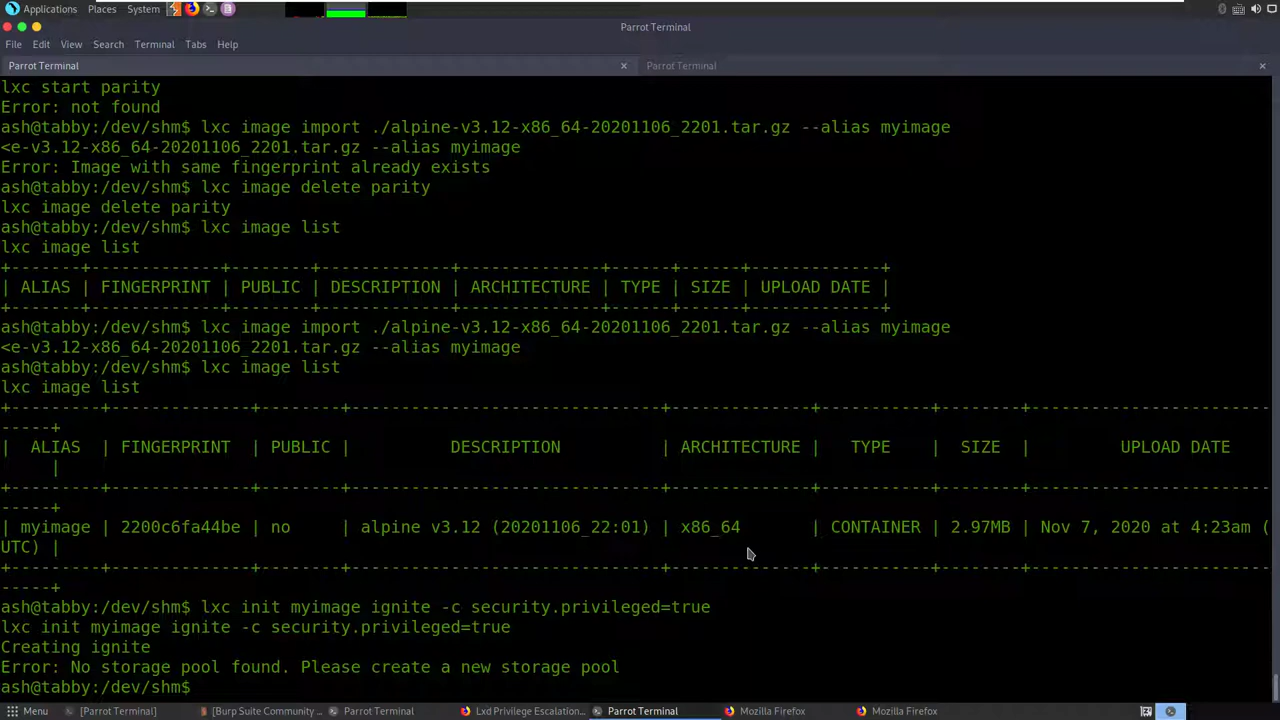 Applications Places System
Parrot Terminal
File Edit View Search Terminal Tabs Help
Parrot Terminal x Parrot Terminal x
lxc start parity
Error: not found
ash@tabby:/dev/shm$ lxc image import ./alpine-v3.12-x86_64-20201106_2201.tar.gz --alias myimage
<e-v3.12-x86_64-20201106_2201.tar.gz --alias myimage
Error: Image with same fingerprint already exists
ash@tabby:/dev/shm$ lxc image delete parity
lxc image delete parity
ash@tabby:/dev/shm$ lxc image list
lxc image list
+-------+-------------+--------+-------------+--------------+------+------+-------------+
| ALIAS | FINGERPRINT | PUBLIC | DESCRIPTION | ARCHITECTURE | TYPE | SIZE | UPLOAD DATE |
+-------+-------------+--------+-------------+--------------+------+------+-------------+
ash@tabby:/dev/shm$ lxc image import ./alpine-v3.12-x86_64-20201106_2201.tar.gz --alias myimage
<e-v3.12-x86_64-20201106_2201.tar.gz --alias myimage
ash@tabby:/dev/shm$ lxc image list
lxc image list
+---------+--------------+--------+-------------------------------+--------------+-----------+--------+------------------------
-----+
| ALIAS | FINGERPRINT | PUBLIC | DESCRIPTION | ARCHITECTURE | TYPE | SIZE | UPLOAD DATE
|
+---------+--------------+--------+-------------------------------+--------------+-----------+--------+------------------------
-----+
| myimage | 2200c6fa44be | no | alpine v3.12 (20201106_22:01) | x86_64 | CONTAINER | 2.97MB | Nov 7, 2020 at 4:23am (
UTC) |
+---------+--------------+--------+-------------------------------+--------------+-----------+--------+------------------------
-----+
ash@tabby:/dev/shm$ lxc init myimage ignite -c security.privileged=true
lxc init myimage ignite -c security.privileged=true
Creating ignite
Error: No storage pool found. Please create a new storage pool
ash@tabby:/dev/shm$
Menu [Parrot Terminal] [Burp Suite Community ... Parrot Terminal Lxd Privilege Escalation... Parrot Terminal Mozilla Firefox Mozilla Firefox